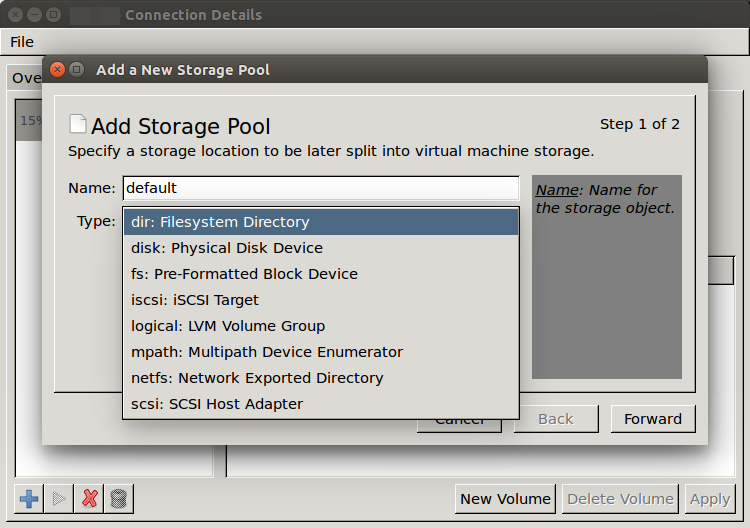 Connection Details
File
Add a New Storage Pool
Ove
Add Storage Pool
Step 1 of 2
Specify a storage location to be later split into virtual machine storage.
15%
Name: default
Name: Name for
the storage object.
Type:
dir: Filesystem Directory
disk: Physical Disk Device
fs: Pre-Formatted Block Device
iscsi: iSCSI Target
logical: LVM Volume Group
mpath: Multipath Device Enumerator
netfs: Network Exported Directory
scsi: SCSI Host Adapter
Cancel
Back
Forward
New Volume
Delete Volume
Apply